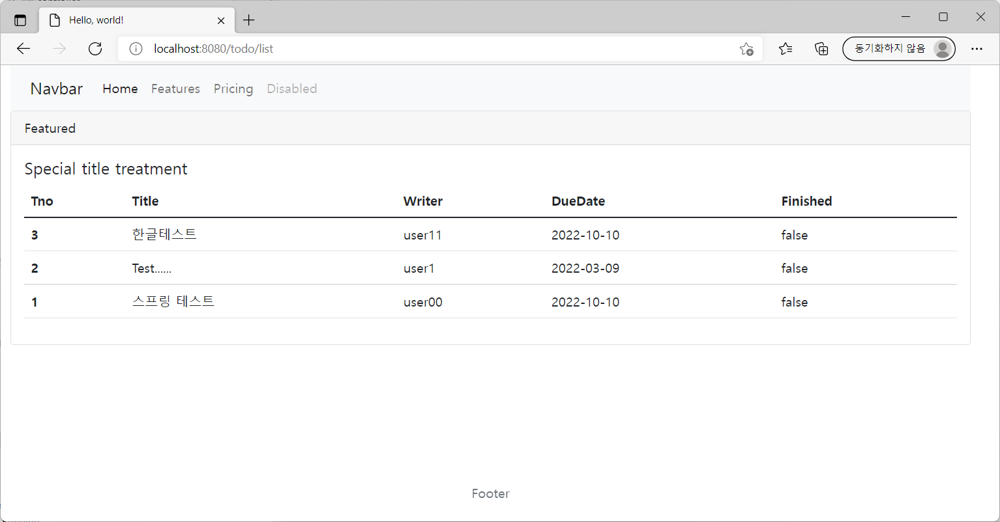 Hello, world!
localhost:8080/todo/list
동기화하지 않음
Navbar Home Features Pricing Disabled
Featured
Special title treatment
Tno Title Writer DueDate Finished
3 한글테스트 user11 2022-10-10 false
2 Test...... user1 2022-03-09 false
1 스프링 테스트 user00 2022-10-10 false
Footer